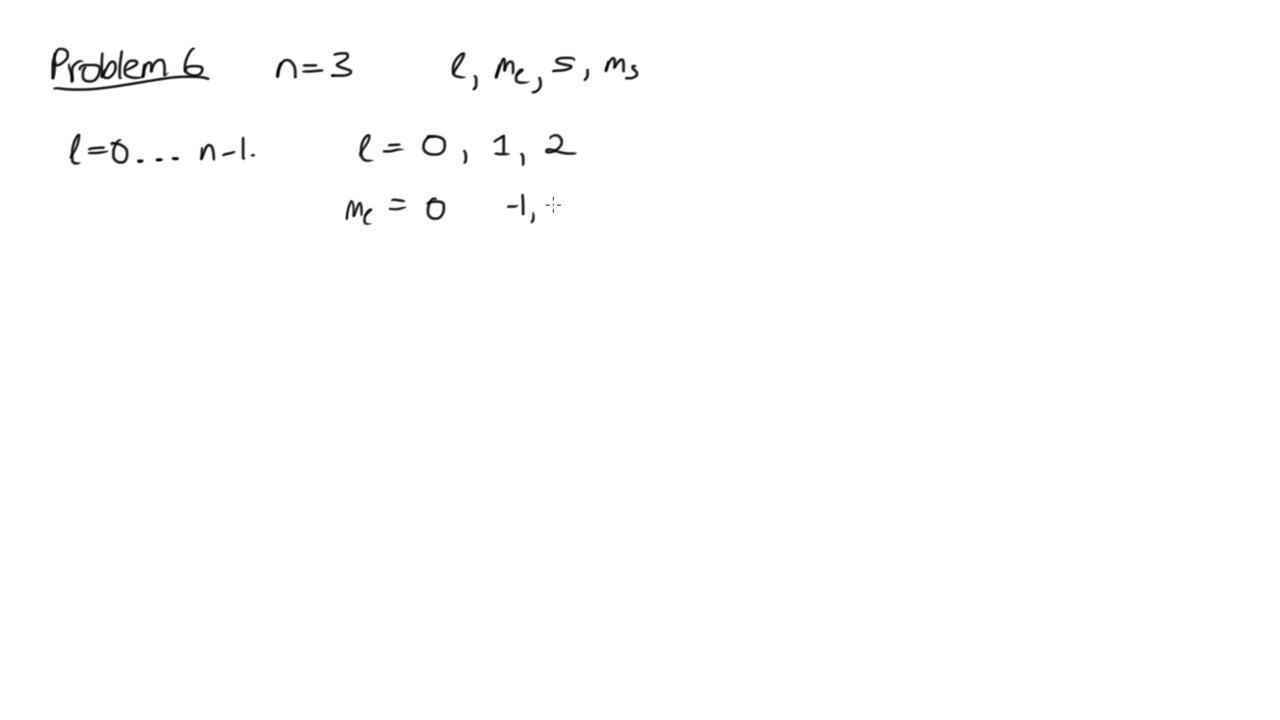 Problem 6 n=3 ℓ, mℓ, s, ms
ℓ=0... n-1. ℓ = 0, 1, 2
mℓ = 0 -1,